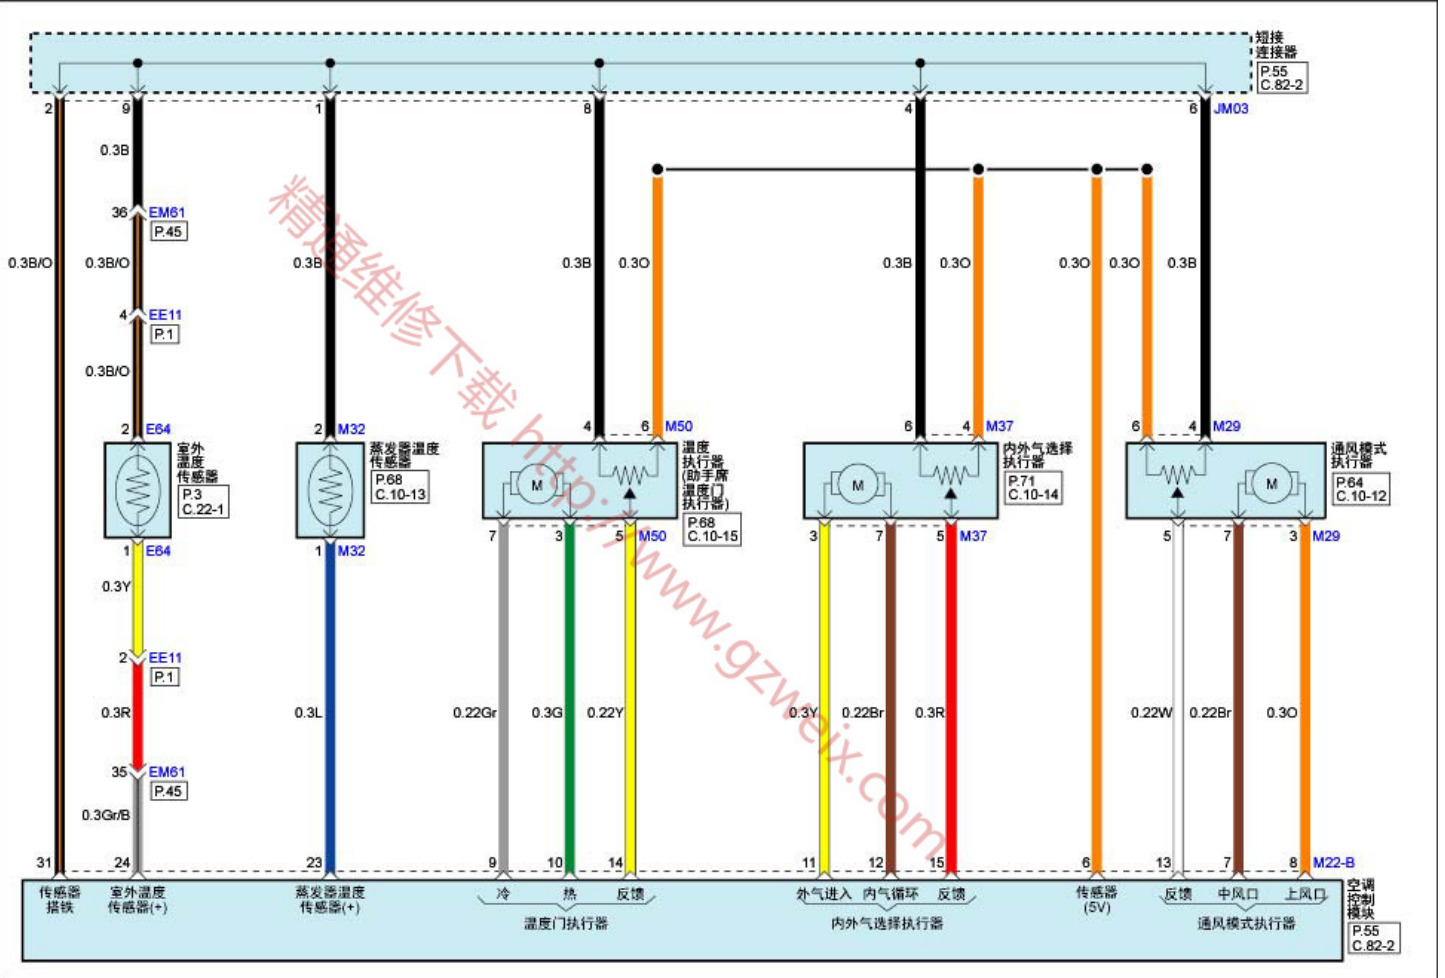 短接
连接器
P.55
C.82-2
2
9
1
8
4
6
JM03
0.3B
36
EM61
P.45
0.3B/O
0.3B/O
0.3B
0.3B
0.3O
0.3B
0.3O
0.3O
0.3O
0.3B
4
EE11
P.1
0.3B/O
2
E64
2
M32
4
6
M50
6
4
M37
6
4
M29
室外
温度
传感器
P.3
C.22-1
蒸发器温度
传感器
P.68
C.10-13
M
温度
执行器
(助手席
温度门
执行器)
P.68
C.10-15
M
内外气选择
执行器
P.71
C.10-14
M
通风模式
执行器
P.64
C.10-12
1
E64
1
M32
7
3
5
M50
3
7
5
M37
5
7
3
M29
0.3Y
2
EE11
P.1
0.3R
0.3L
0.22Gr
0.3G
0.22Y
0.3Y
0.22Br
0.3R
0.22W
0.22Br
0.3O
35
EM61
P.45
0.3Gr/B
31
24
23
9
10
14
11
12
15
6
13
7
8
M22-B
传感器
搭铁
室外温度
传感器(+)
蒸发器温度
传感器(+)
冷
热
反馈
温度门执行器
外气进入
内气循环
反馈
内外气选择执行器
传感器
(5V)
反馈
中风口
上风口
通风模式执行器
空调
控制
模块
P.55
C.82-2
精通维修下载 http://www.gzweix.com